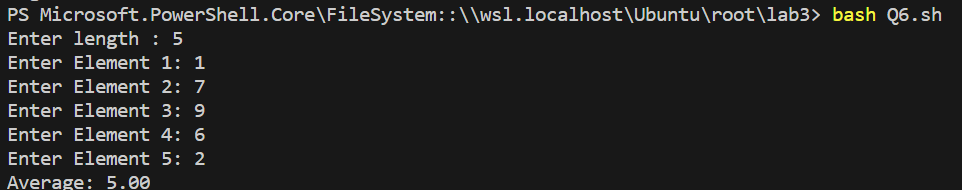 PS Microsoft.PowerShell.Core\FileSystem::\\wsl.localhost\Ubuntu\root\lab3> bash Q6.sh
Enter length : 5
Enter Element 1: 1
Enter Element 2: 7
Enter Element 3: 9
Enter Element 4: 6
Enter Element 5: 2
Average: 5.00